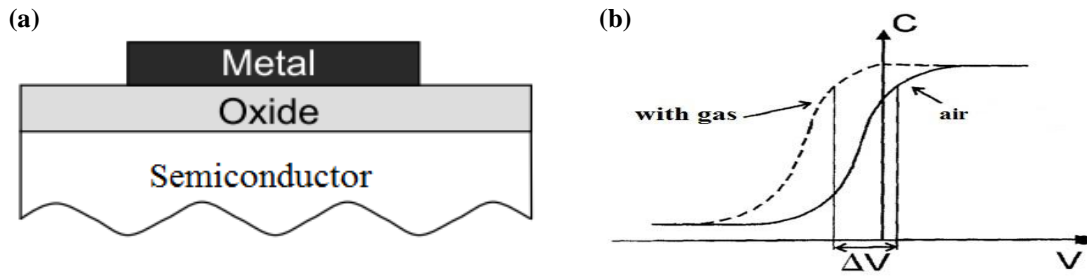 (a)
Metal
Oxide
Semiconductor
(b)
C
with gas
air
ΔV
V